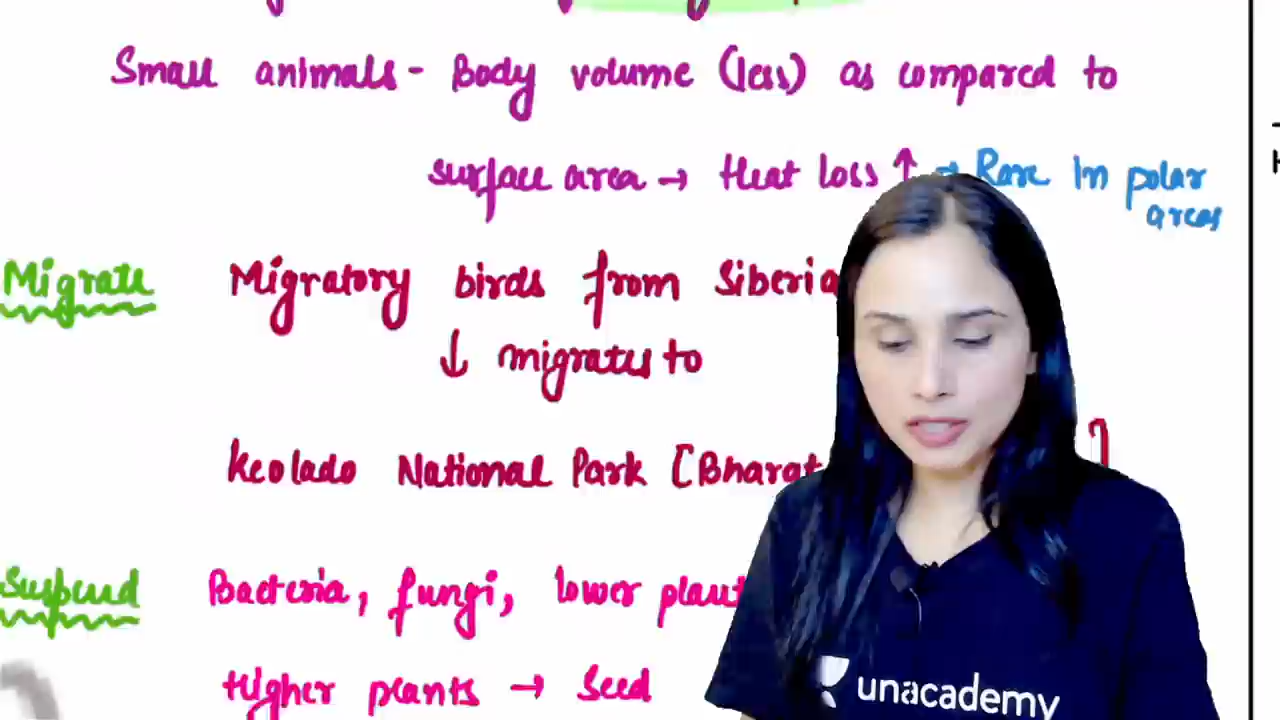 Small animals - Body volume (less) as compared to
surface area → Heat loss ↑ → Rare In polar areas
Migrate Migratory birds from Siberia
↓ migrates to
Keolado National Park [Bharat ]
Suspend Bacteria, fungi, lower plant
Higher plants → Seed
unacademy